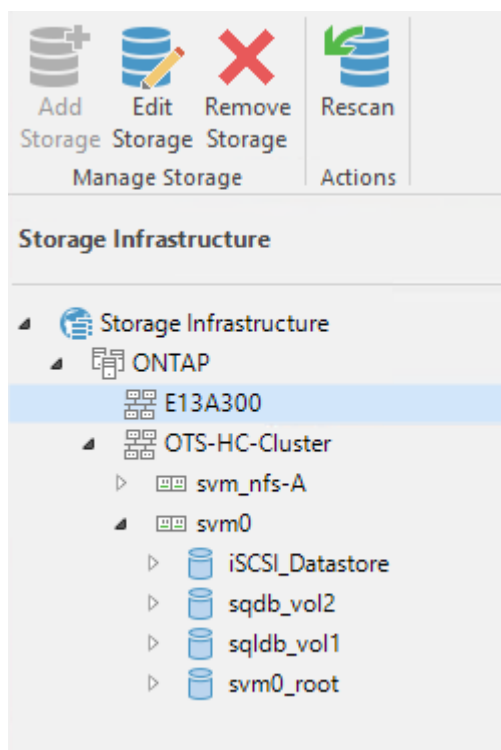 Add Edit Remove Rescan
Storage Storage Storage
Manage Storage Actions
Storage Infrastructure
Storage Infrastructure
ONTAP
E13A300
OTS-HC-Cluster
svm_nfs-A
svm0
iSCSI_Datastore
sqdb_vol2
sqldb_vol1
svm0_root